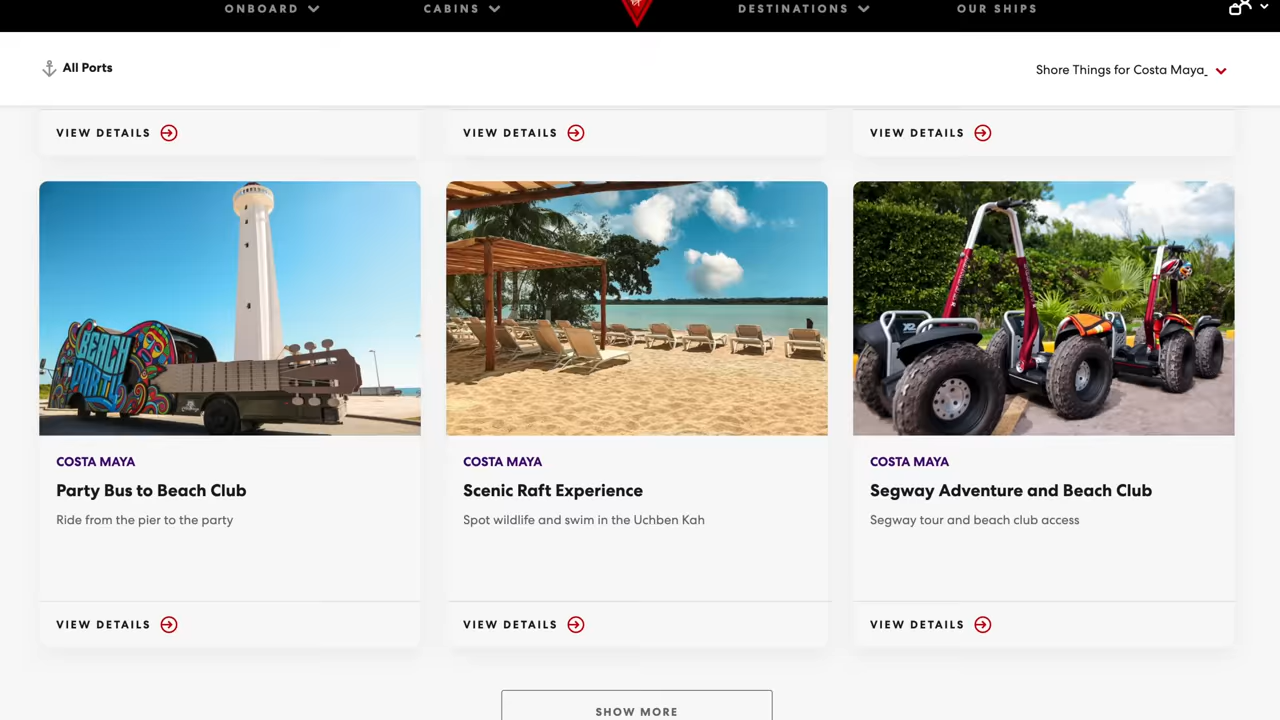 ONBOARD
CABINS
DESTINATIONS
OUR SHIPS
All Ports
Shore Things for Costa Maya
VIEW DETAILS
VIEW DETAILS
VIEW DETAILS
BEACH
PARTY!
COSTA MAYA
Party Bus to Beach Club
Ride from the pier to the party
COSTA MAYA
Scenic Raft Experience
Spot wildlife and swim in the Uchben Kah
X2
COSTA MAYA
Segway Adventure and Beach Club
Segway tour and beach club access
VIEW DETAILS
VIEW DETAILS
VIEW DETAILS
SHOW MORE